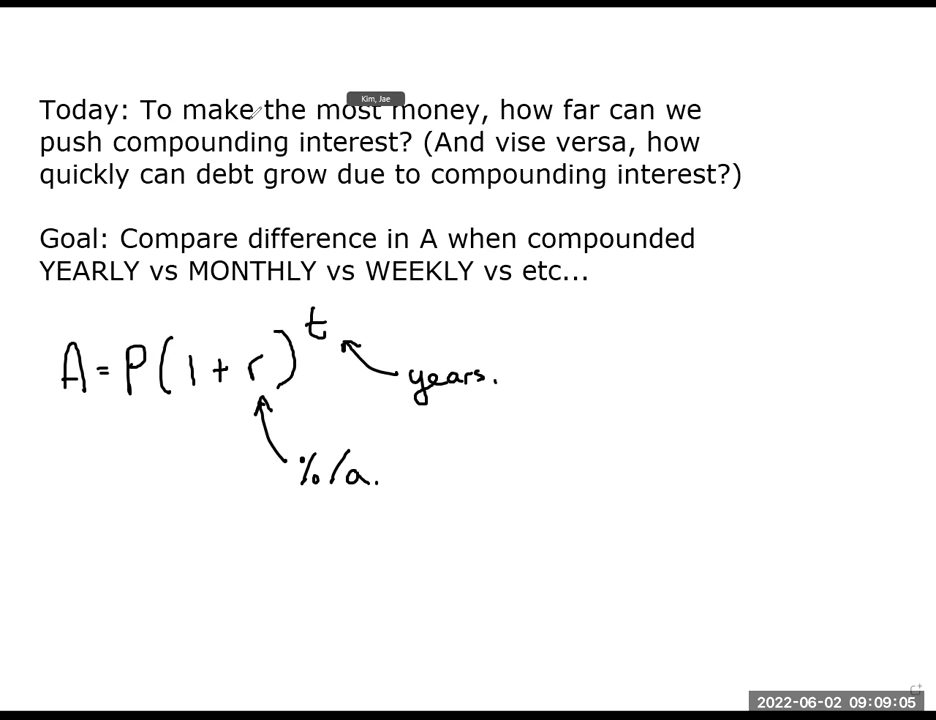 Kim, Jae
Today: To make the most money, how far can we
push compounding interest? (And vise versa, how
quickly can debt grow due to compounding interest?)
Goal: Compare difference in A when compounded
YEARLY vs MONTHLY vs WEEKLY vs etc...
A = P(1 + r)^t
years.
%/a.
2022-06-02 09:09:05